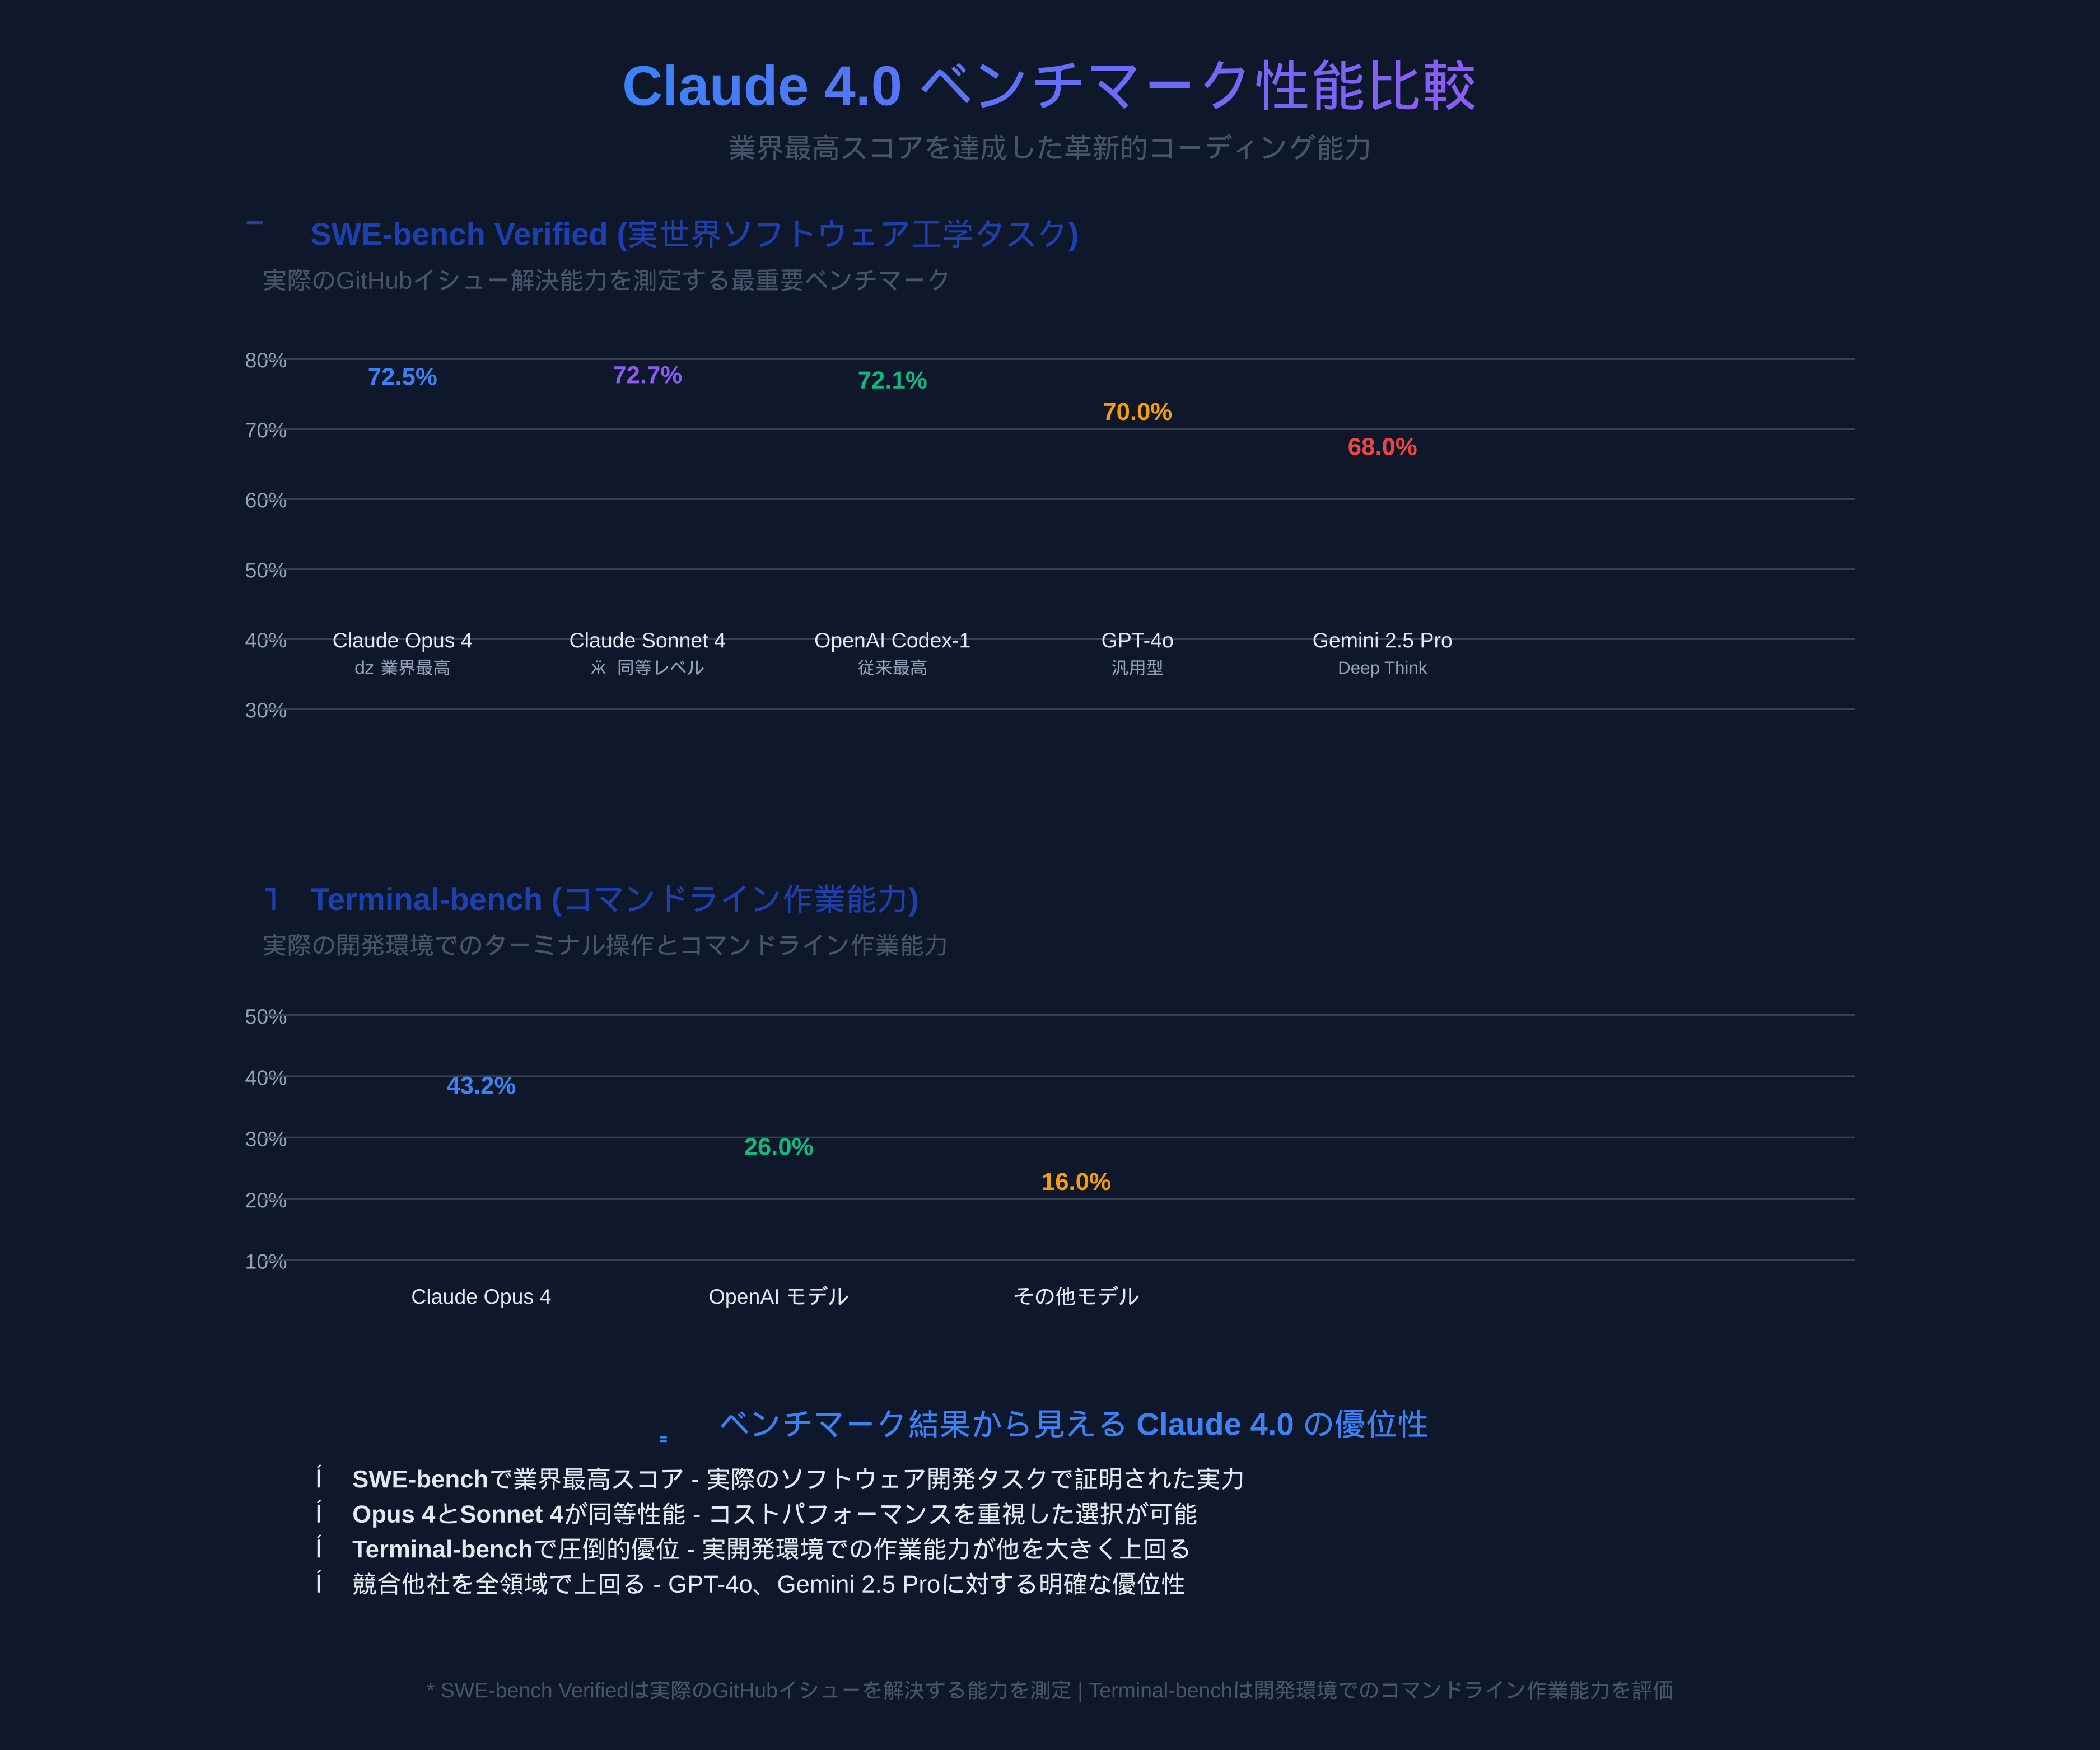 Claude 4.0 ベンチマーク性能比較
業界最高スコアを達成した革新的コーディング能力
SWE-bench Verified (実世界ソフトウェア工学タスク)
実際のGitHubイシュー解決能力を測定する最重要ベンチマーク
80%
72.5% 72.7% 72.1% 70.0% 68.0%
70%
60%
50%
40%
Claude Opus 4 Claude Sonnet 4 OpenAI Codex-1 GPT-4o Gemini 2.5 Pro
ǳ 業界最高 ӝ 同等レベル 従来最高 汎用型 Deep Think
30%
Terminal-bench (コマンドライン作業能力)
実際の開発環境でのターミナル操作とコマンドライン作業能力
50%
40%
43.2%
30%
26.0%
16.0%
20%
10%
Claude Opus 4 OpenAI モデル その他モデル
ベンチマーク結果から見える Claude 4.0 の優位性
Í SWE-benchで業界最高スコア - 実際のソフトウェア開発タスクで証明された実力
Í Opus 4とSonnet 4が同等性能 - コストパフォーマンスを重視した選択が可能
Í Terminal-benchで圧倒的優位 - 実開発環境での作業能力が他を大きく上回る
Í 競合他社を全領域で上回る - GPT-4o、Gemini 2.5 Proに対する明確な優位性
* SWE-bench Verifiedは実際のGitHubイシューを解決する能力を測定 | Terminal-benchは開発環境でのコマンドライン作業能力を評価